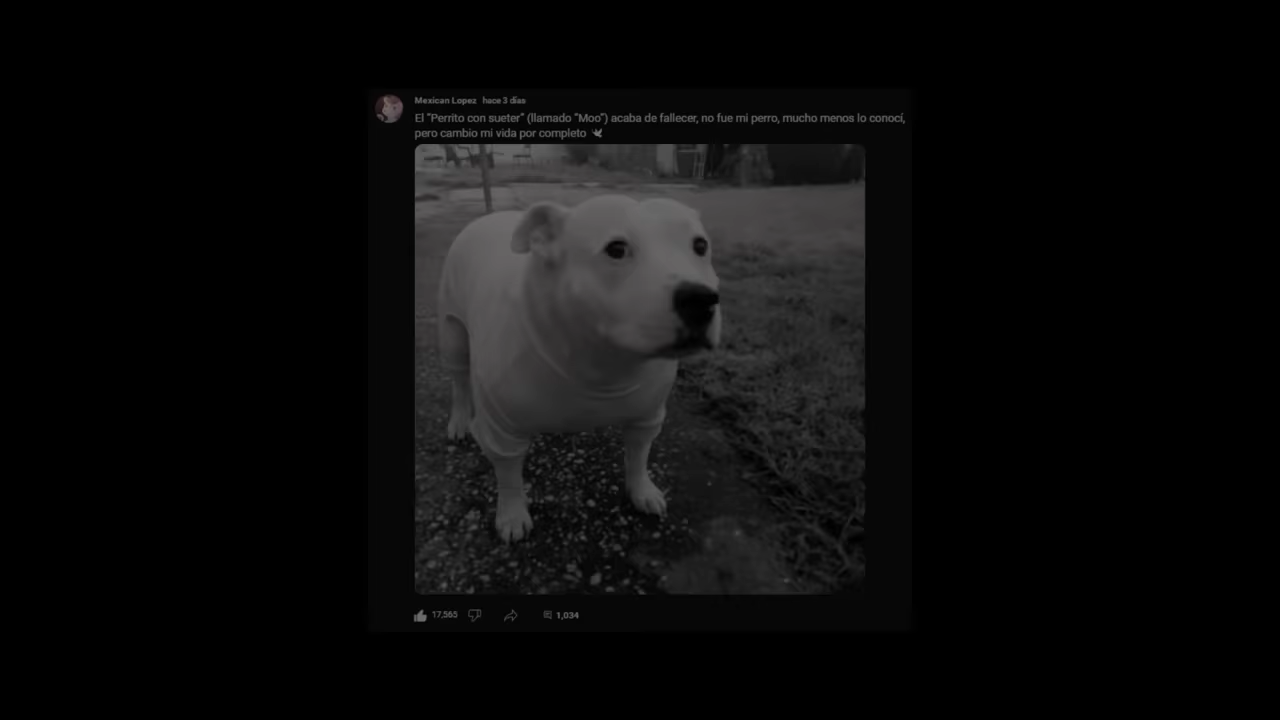 Mexican Lopez hace 3 días
El "Perrito con sueter" (llamado "Moo") acaba de fallecer, no fue mi perro, mucho menos lo conocí,
pero cambio mi vida por completo
17,565 1,034